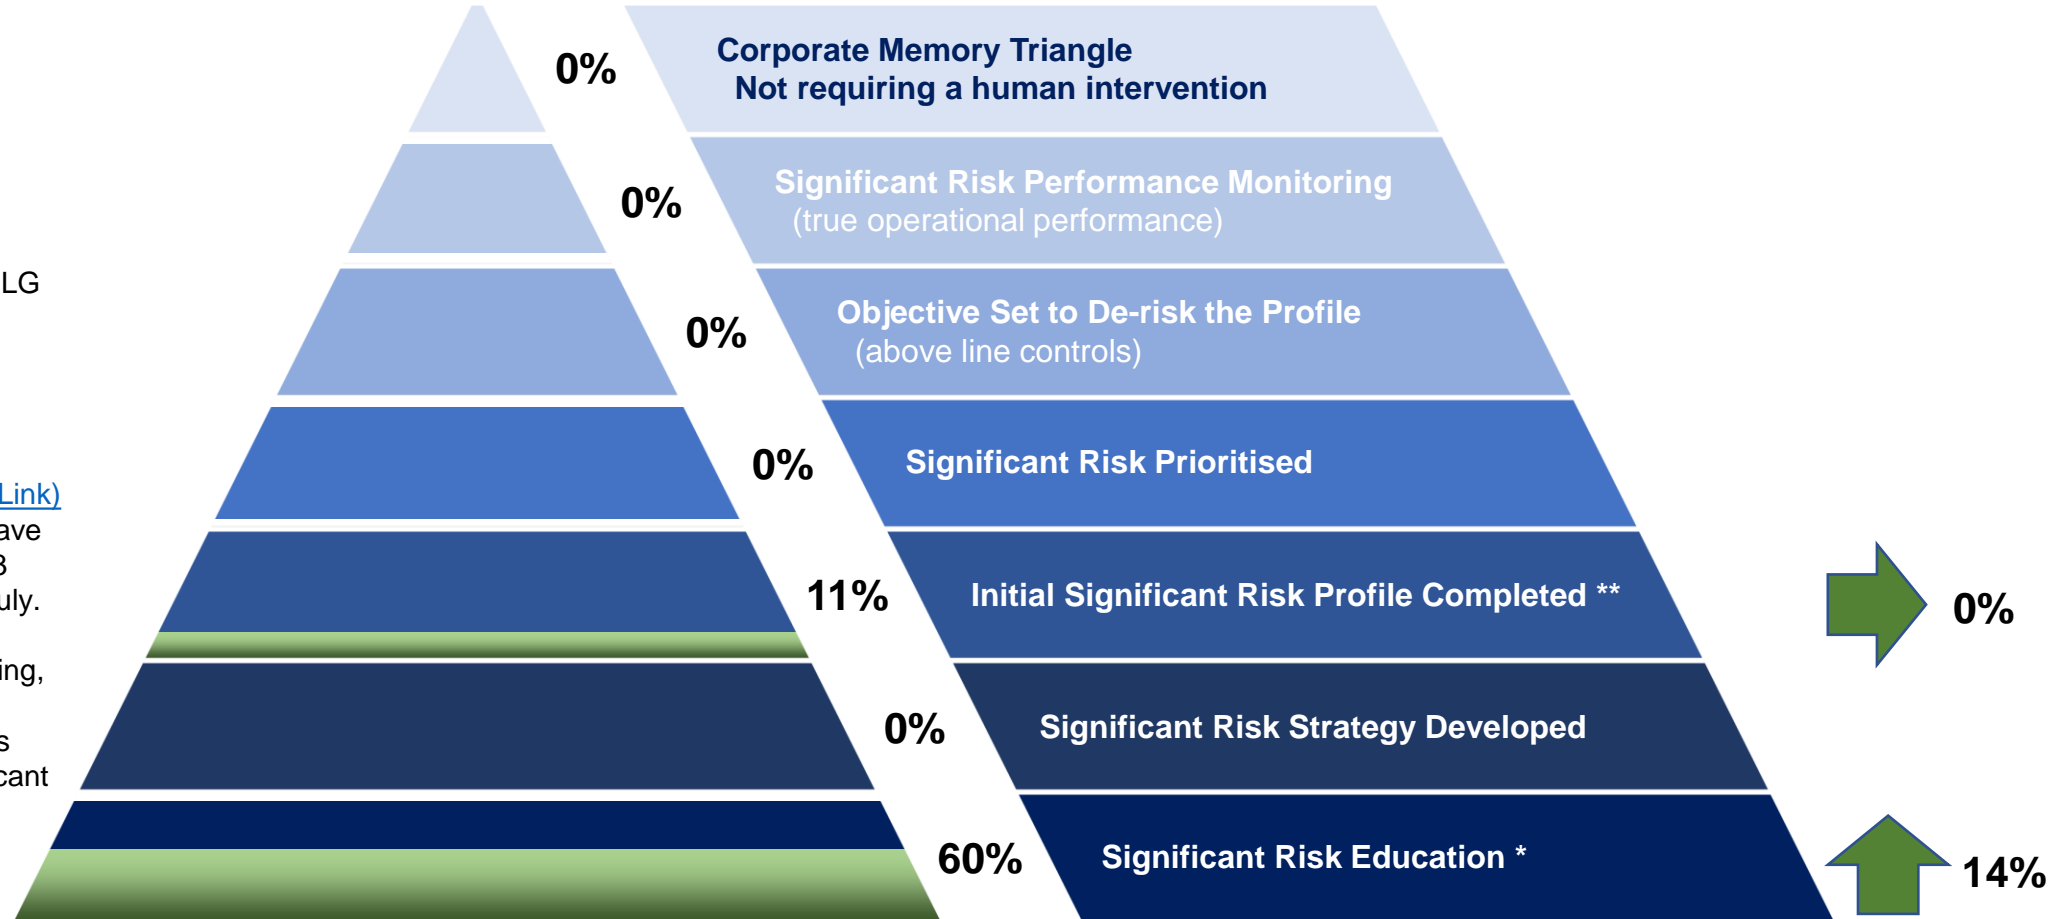 0%
Corporate Memory Triangle
Not requiring a human intervention
0%
Significant Risk Performance Monitoring
(true operational performance)
LG
0%
Objective Set to De-risk the Profile
(above line controls)
0%
Significant Risk Prioritised
Link)
ave
3
uly.
11%
Initial Significant Risk Profile Completed **
0%
ing,
s
cant
0%
Significant Risk Strategy Developed
60%
Significant Risk Education *
14%